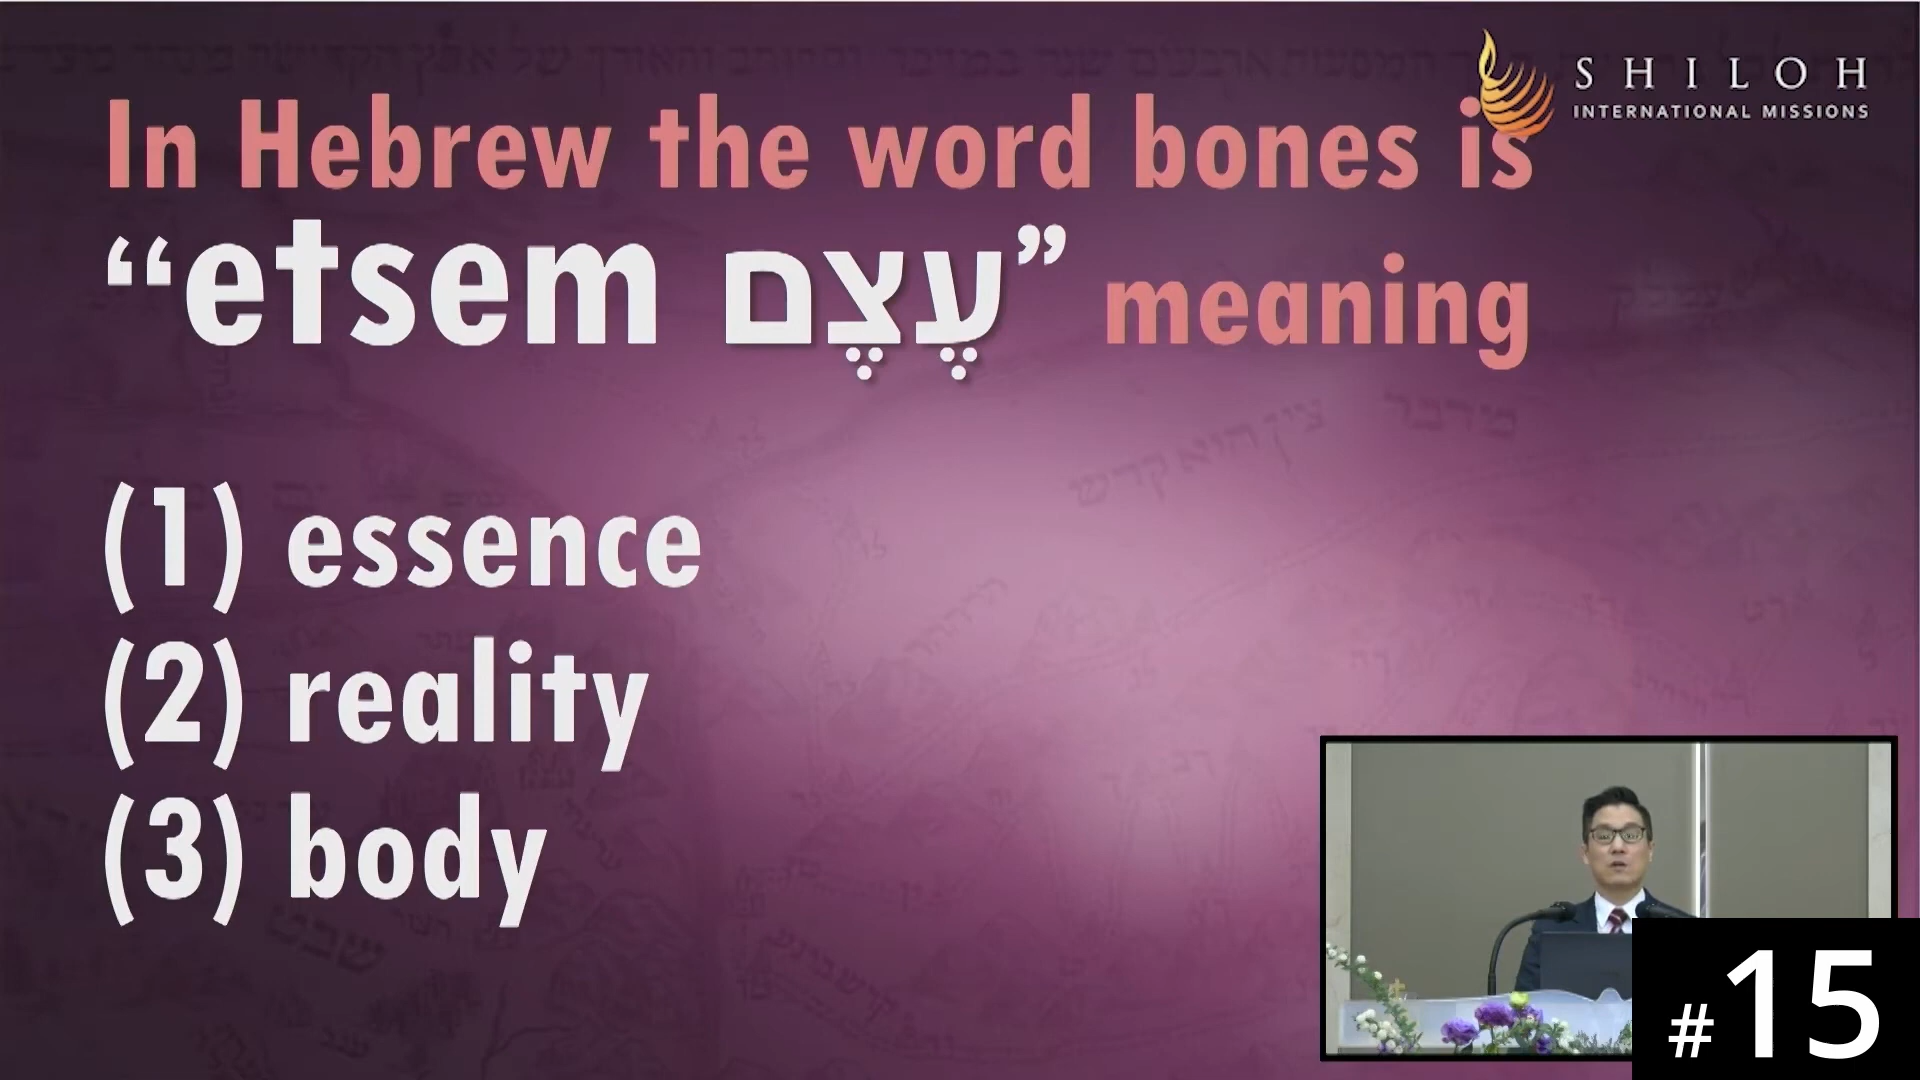 SHILOH
INTERNATIONAL MISSIONS
In Hebrew the word bones is
“etsem עֶצֶם” meaning
(1) essence
(2) reality
(3) body
#15